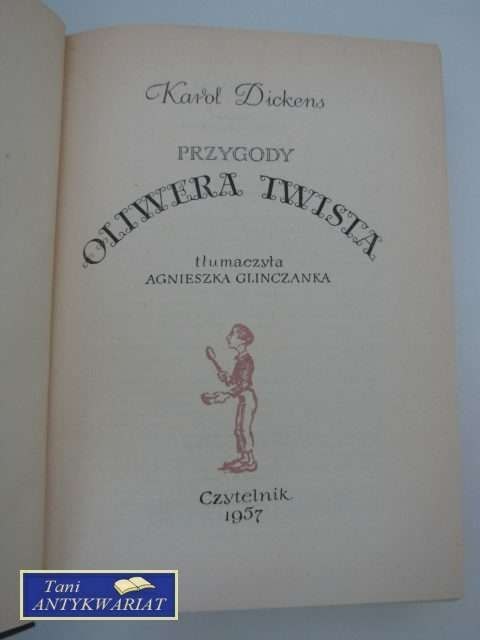 Karol Dickens
PRZYGODY
OLIWERA TWISTA
tłumaczyła
AGNIESZKA GLINCZANKA
Czytelnik
1957
Tani
ANTYKWARIAT